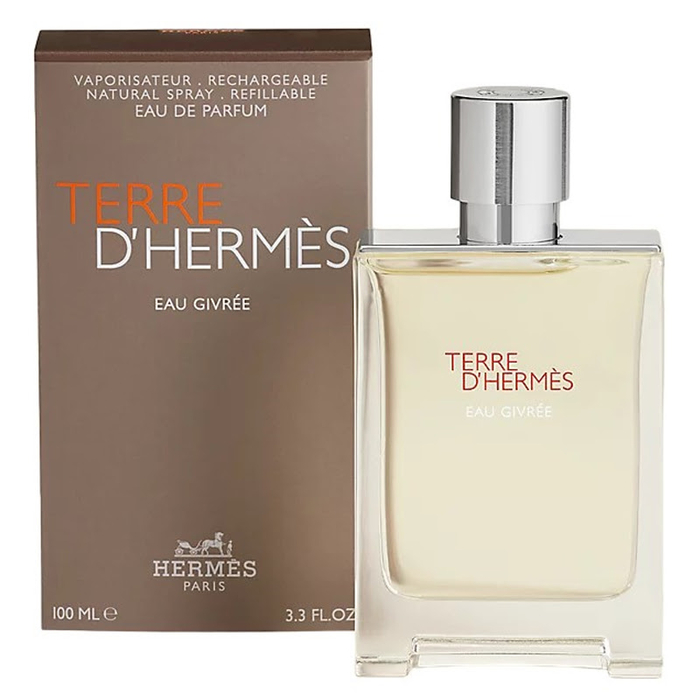 VAPORISATEUR . RECHARGEABLE
NATURAL SPRAY . REFILLABLE
EAU DE PARFUM
TERRE
D'HERMÈS
EAU GIVRÉE
HERMÈS
PARIS
100 ML ℮ 3.3 FL.OZ
TERRE
D'HERMÈS
EAU GIVRÉE